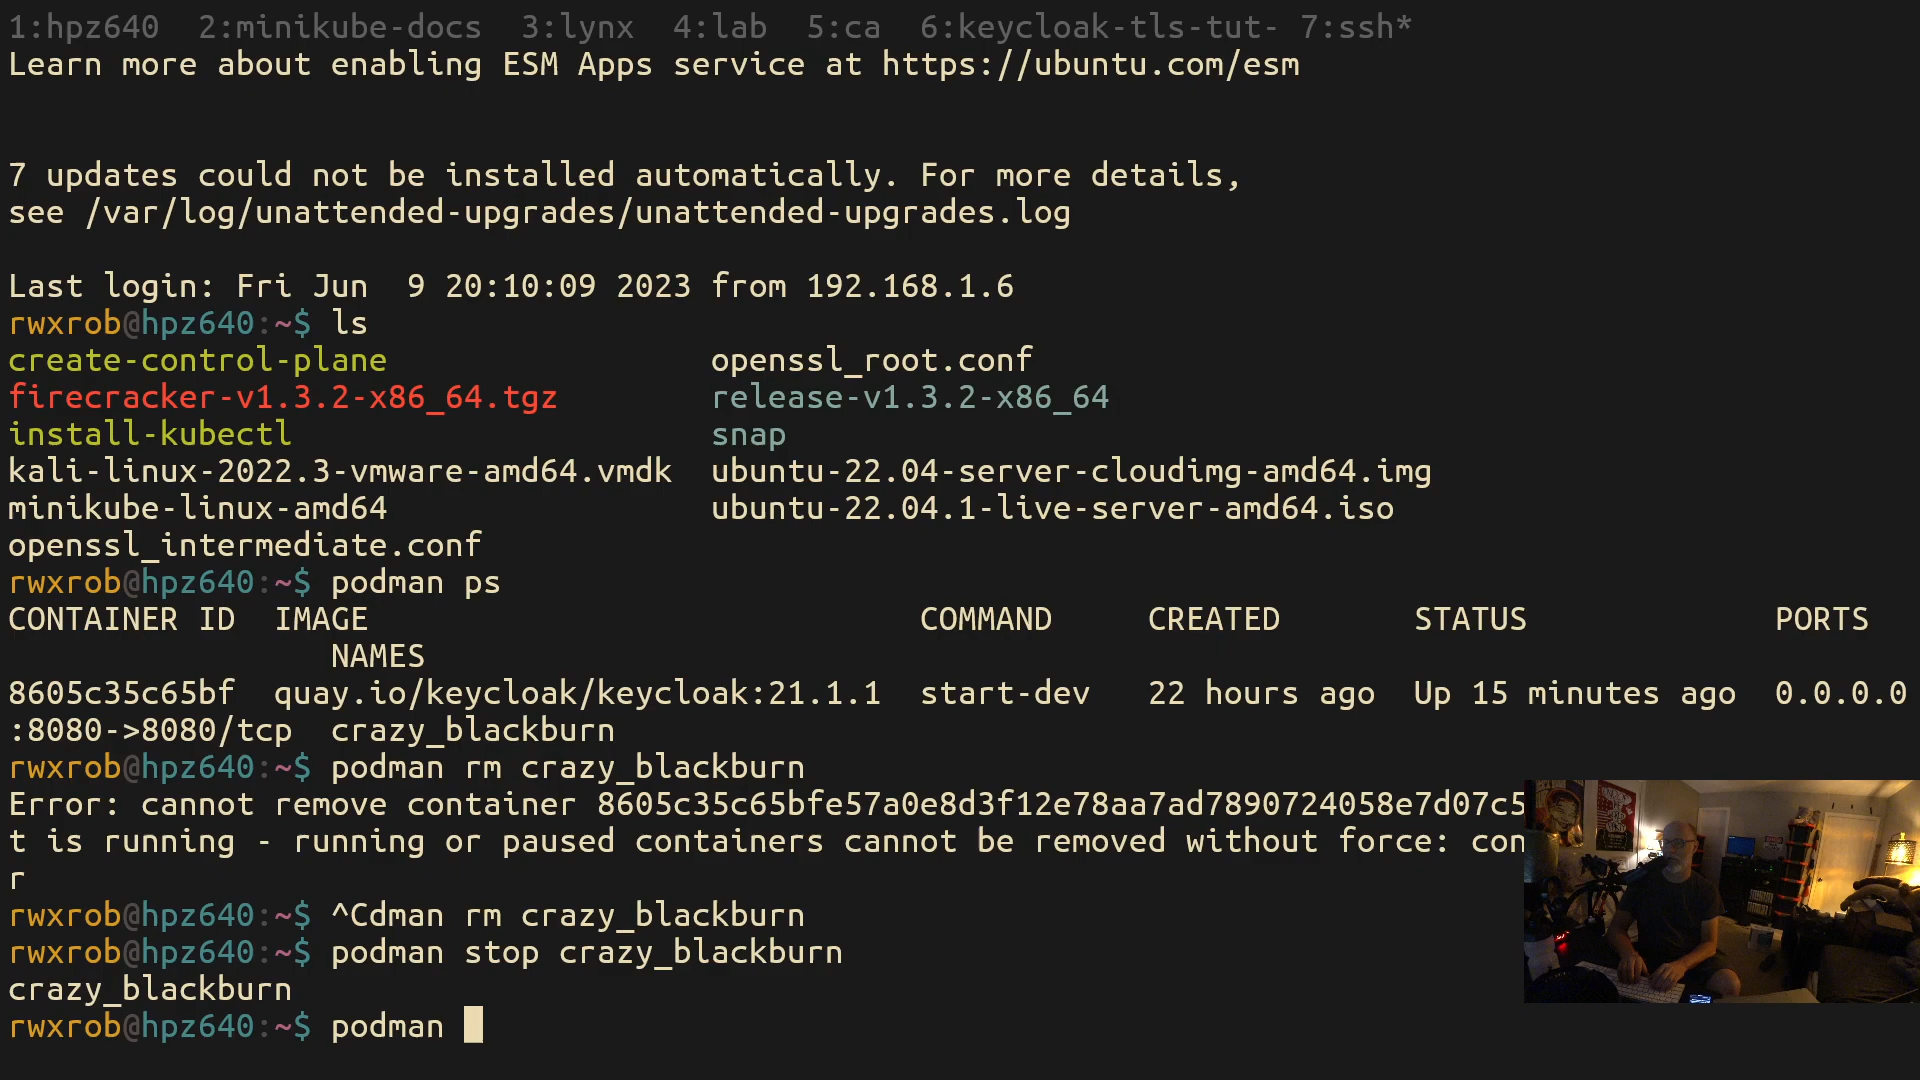 1:hpz640  2:minikube-docs  3:lynx  4:lab  5:ca  6:keycloak-tls-tut- 7:ssh*
Learn more about enabling ESM Apps service at https://ubuntu.com/esm
7 updates could not be installed automatically. For more details,
see /var/log/unattended-upgrades/unattended-upgrades.log
Last login: Fri Jun  9 20:10:09 2023 from 192.168.1.6
rwxrob@hpz640:~$ ls
create-control-plane                 openssl_root.conf
firecracker-v1.3.2-x86_64.tgz        release-v1.3.2-x86_64
install-kubectl                      snap
kali-linux-2022.3-vmware-amd64.vmdk  ubuntu-22.04-server-cloudimg-amd64.img
minikube-linux-amd64                 ubuntu-22.04.1-live-server-amd64.iso
openssl_intermediate.conf
rwxrob@hpz640:~$ podman ps
CONTAINER ID  IMAGE                             COMMAND     CREATED       STATUS             PORTS
                 NAMES
8605c35c65bf  quay.io/keycloak/keycloak:21.1.1  start-dev   22 hours ago  Up 15 minutes ago  0.0.0.0
:8080->8080/tcp  crazy_blackburn
rwxrob@hpz640:~$ podman rm crazy_blackburn
Error: cannot remove container 8605c35c65bfe57a0e8d3f12e78aa7ad7890724058e7d07c5
t is running - running or paused containers cannot be removed without force: con
r
rwxrob@hpz640:~$ ^Cdman rm crazy_blackburn
rwxrob@hpz640:~$ podman stop crazy_blackburn
crazy_blackburn
rwxrob@hpz640:~$ podman